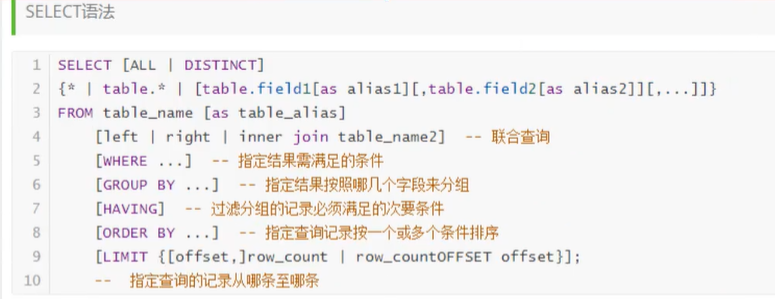 SELECT语法
1 SELECT [ALL | DISTINCT]
2 {* | table.* | [table.field1[as alias1][,table.field2[as alias2]][,...]]}
3 FROM table_name [as table_alias]
4 [left | right | inner join table_name2] -- 联合查询
5 [WHERE ...] -- 指定结果需满足的条件
6 [GROUP BY ...] -- 指定结果按照哪几个字段来分组
7 [HAVING] -- 过滤分组的记录必须满足的次要条件
8 [ORDER BY ...] -- 指定查询记录按一个或多个条件排序
9 [LIMIT {[offset,]row_count | row_countOFFSET offset}];
10 -- 指定查询的记录从哪条至哪条